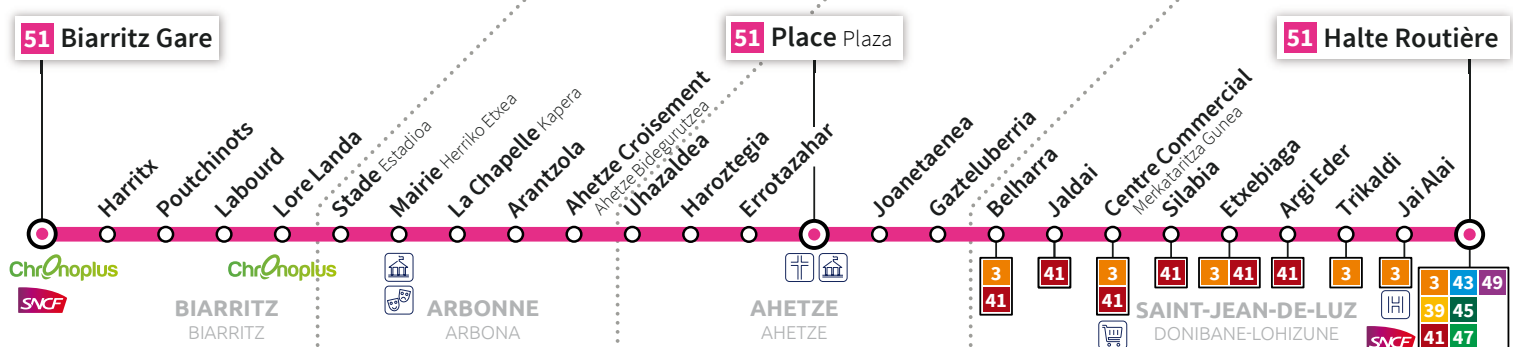 51 Biarritz Gare
51 Place Plaza
51 Halte Routière
Harritx
Poutchinots
Labourd
Lore Landa
Stade Estadioa
Mairie Herriko Etxea
La Chapelle Kapera
Arantzola
Ahetze Croisement
Ahetze Bidegurutzea
Uhazaldea
Haroztegia
Errotazahar
Joanetaenea
Gazteluberria
Belharra
Jaldai
Centre Commercial
Merkataritza Gunea
Silabia
Etxebiaga
Argi Eder
Trikaldi
Jai Alai
Chronoplus
SNCF
Chronoplus
BIARRITZ
BIARRITZ
ARBONNE
ARBONA
AHETZE
AHETZE
3
41
41
3
41
41
3 41
41
3
3
SAINT-JEAN-DE-LUZ
DONIBANE-LOHIZUNE
H
SNCF
3 43 49
39 45
41 47